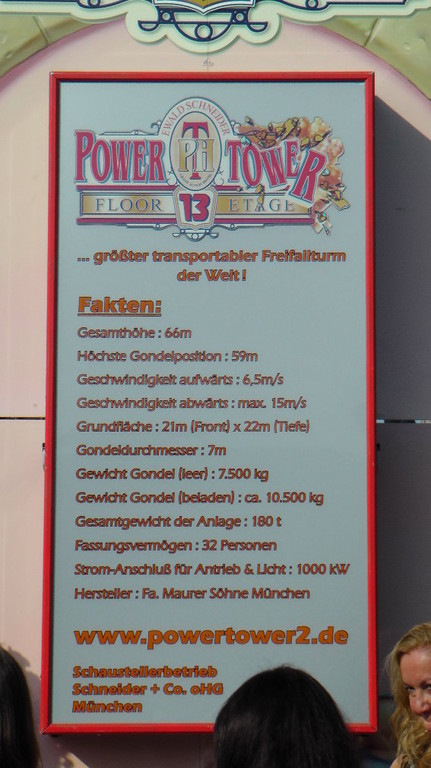 EWALD SCHNEIDER
POWER TOWER
PTH
FLOOR 13 ETAGE
... größter transportabler Freifallturm
der Welt !
Fakten:
Gesamthöhe : 66m
Höchste Gondelposition : 59m
Geschwindigkeit aufwärts : 6,5m/s
Geschwindigkeit abwärts : max. 15m/s
Grundfläche : 21m (Front) x 22m (Tiefe)
Gondeldurchmesser : 7m
Gewicht Gondel (leer) : 7.500 kg
Gewicht Gondel (beladen) : ca. 10.500 kg
Gesamtgewicht der Anlage : 180 t
Fassungsvermögen : 32 Personen
Strom-Anschluß für Antrieb & Licht : 1000 kW
Hersteller : Fa. Maurer Söhne München
www.powertower2.de
Schaustellerbetrieb
Schneider + Co. oHG
München